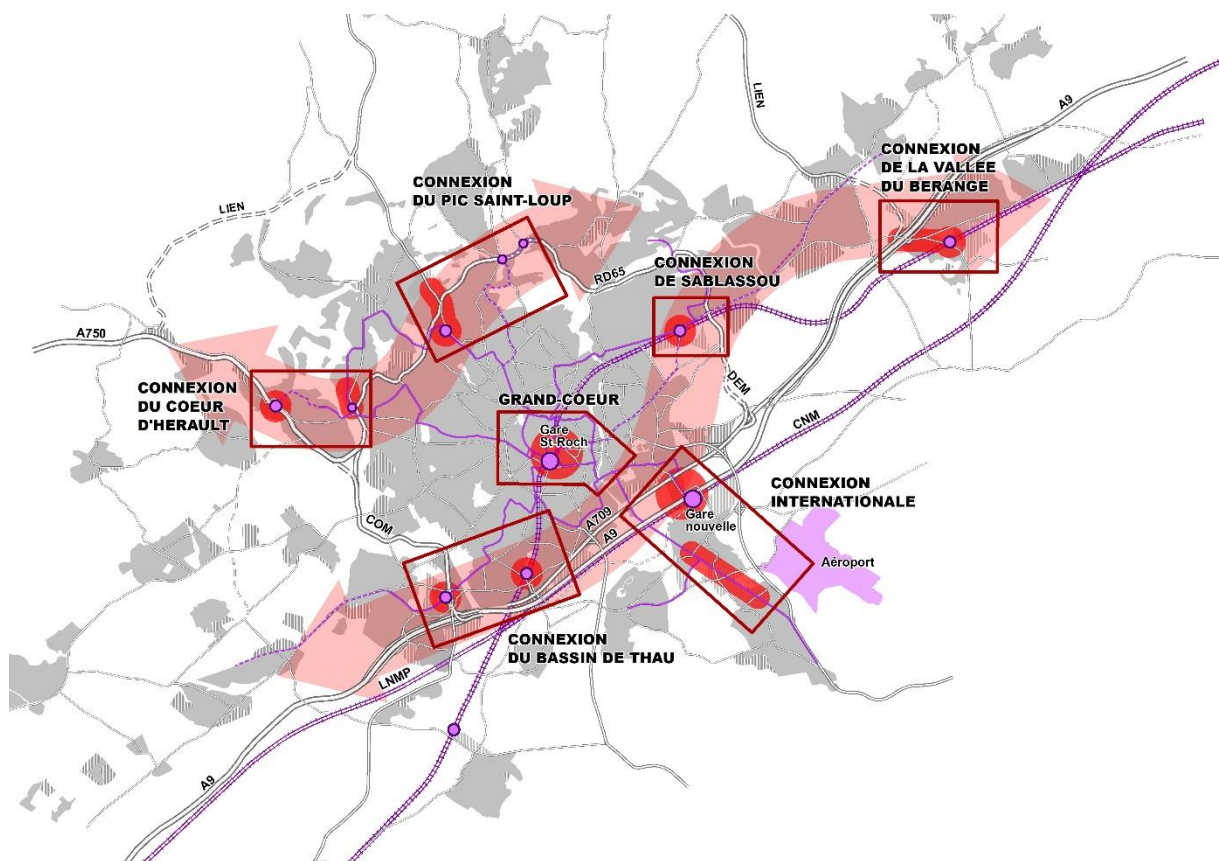 LIEN
A9
CONNEXION
DE LA VALLÉE
DU BERANGE
CONNEXION
DU PIC SAINT-LOUP
LIEN
CONNEXION
DE SABLASSOU
RD65
A750
CONNEXION
DU COEUR
D'HERAULT
DEM
GRAND-COEUR
Gare
St-Roch
CNM
CONNEXION
INTERNATIONALE
COM
A709
A9
Gare
nouvelle
Aéroport
CONNEXION
DU BASSIN DE THAU
LNMP
A9